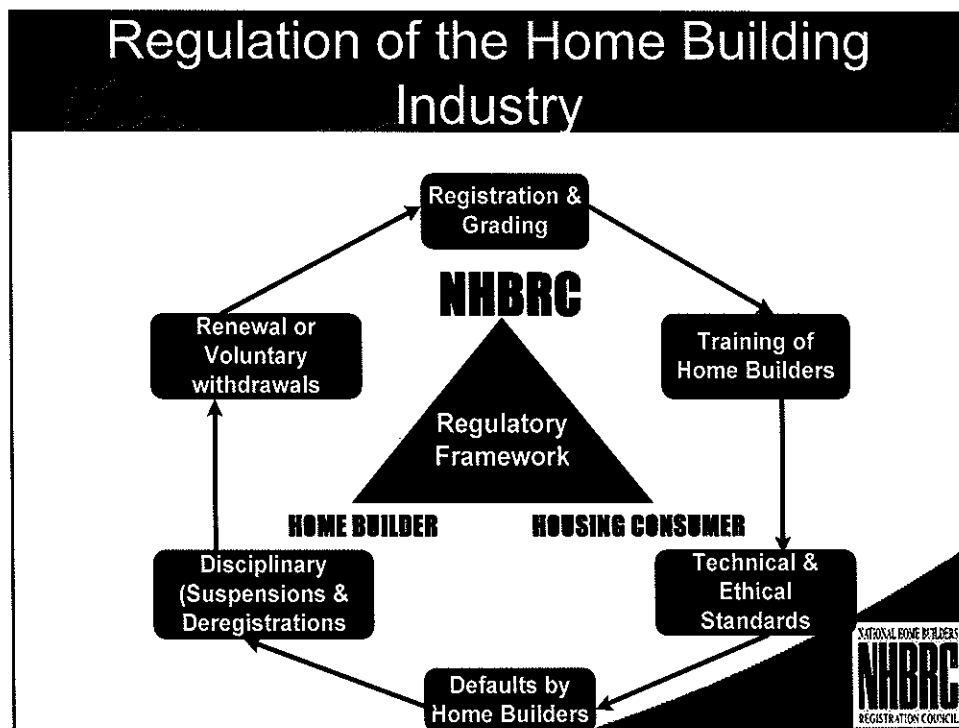 Regulation of the Home Building
Industry
Registration &
Grading
NHBRC
Renewal or
Voluntary
withdrawals
Training of
Home Builders
Regulatory
Framework
HOME BUILDER
HOUSING CONSUMER
Disciplinary
(Suspensions &
Deregistrations
Technical &
Ethical
Standards
Defaults by
Home Builders
NATIONAL HOME BUILDERS
NHBRC
REGISTRATION COUNCIL